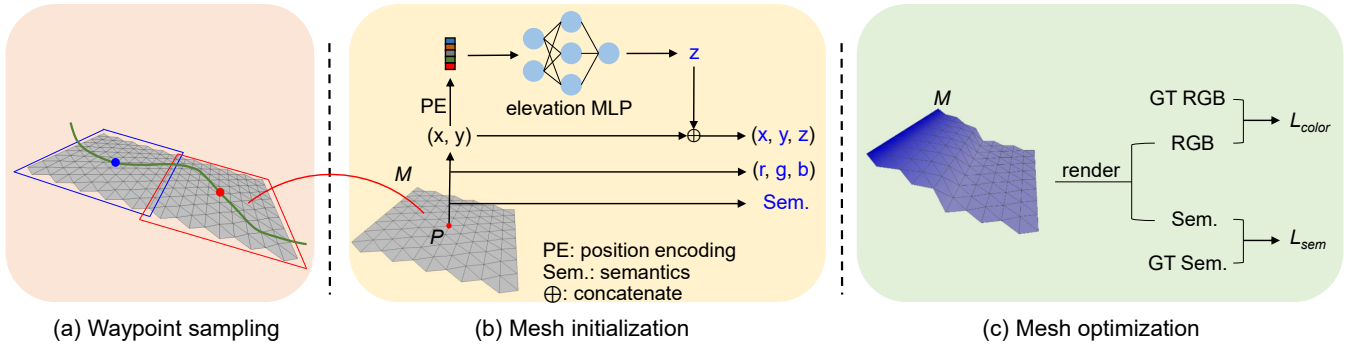 PE
elevation MLP
z
(x, y)
(x, y, z)
(r, g, b)
Sem.
M
P
PE: position encoding
Sem.: semantics
⊕: concatenate
M
render
GT RGB
RGB
L_color
Sem.
GT Sem.
L_sem
(a) Waypoint sampling
(b) Mesh initialization
(c) Mesh optimization